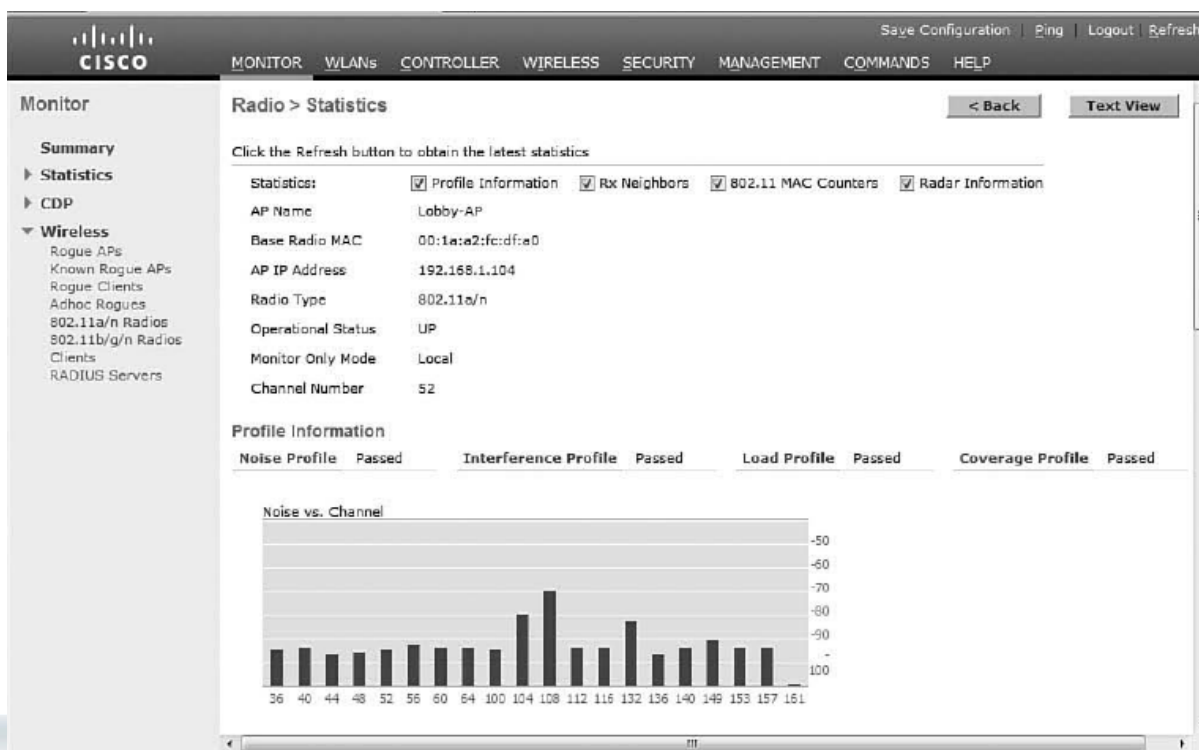 Save Configuration | Ping | Logout | Refresh
CISCO
MONITOR WLANs CONTROLLER WIRELESS SECURITY MANAGEMENT COMMANDS HELP
Monitor
Summary
Statistics
CDP
Wireless
Rogue APs
Known Rogue APs
Rogue Clients
Adhoc Rogues
802.11a/n Radios
802.11b/g/n Radios
Clients
RADIUS Servers
Radio > Statistics
< Back
Text View
Click the Refresh button to obtain the latest statistics
Statistics: Profile Information Rx Neighbors 802.11 MAC Counters Radar Information
AP Name Lobby-AP
Base Radio MAC 00:1a:a2:fc:df:a0
AP IP Address 192.168.1.104
Radio Type 802.11a/n
Operational Status UP
Monitor Only Mode Local
Channel Number 52
Profile Information
Noise Profile Passed Interference Profile Passed Load Profile Passed Coverage Profile Passed
Noise vs. Channel
-50
-60
-70
-80
-90
-
100
36 40 44 48 52 56 60 64 100 104 108 112 116 132 136 140 149 153 157 161